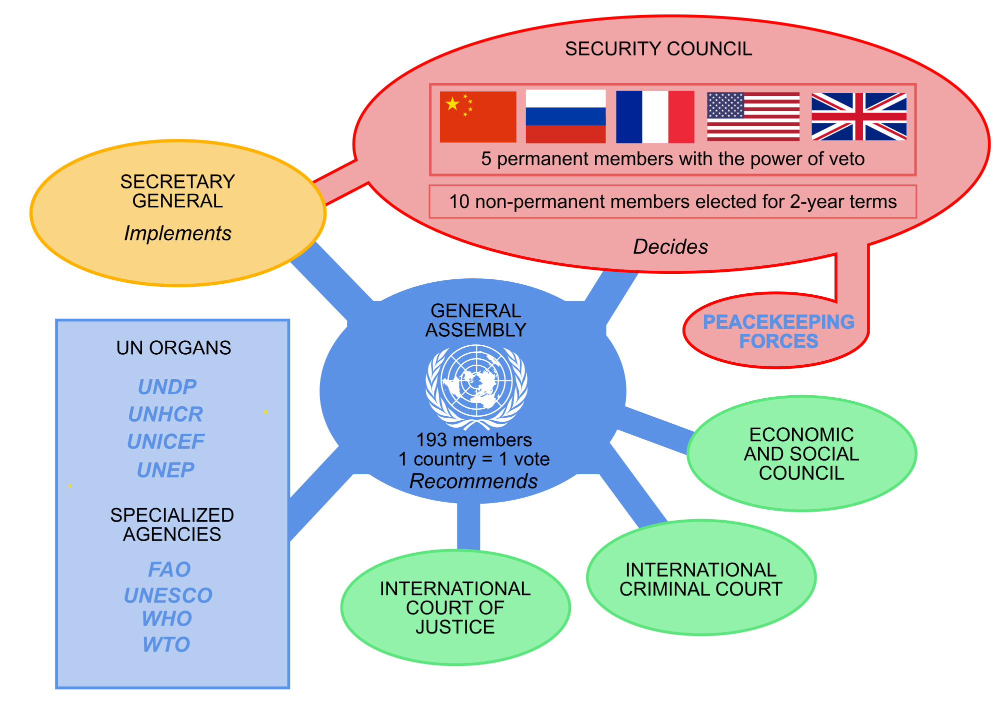 SECURITY COUNCIL
5 permanent members with the power of veto
10 non-permanent members elected for 2-year terms
Decides
SECRETARY
GENERAL
Implements
PEACEKEEPING
FORCES
GENERAL
ASSEMBLY
193 members
1 country = 1 vote
Recommends
UN ORGANS
UNDP
UNHCR
UNICEF
UNEP
SPECIALIZED
AGENCIES
FAO
UNESCO
WHO
WTO
ECONOMIC
AND SOCIAL
COUNCIL
INTERNATIONAL
CRIMINAL COURT
INTERNATIONAL
COURT OF
JUSTICE